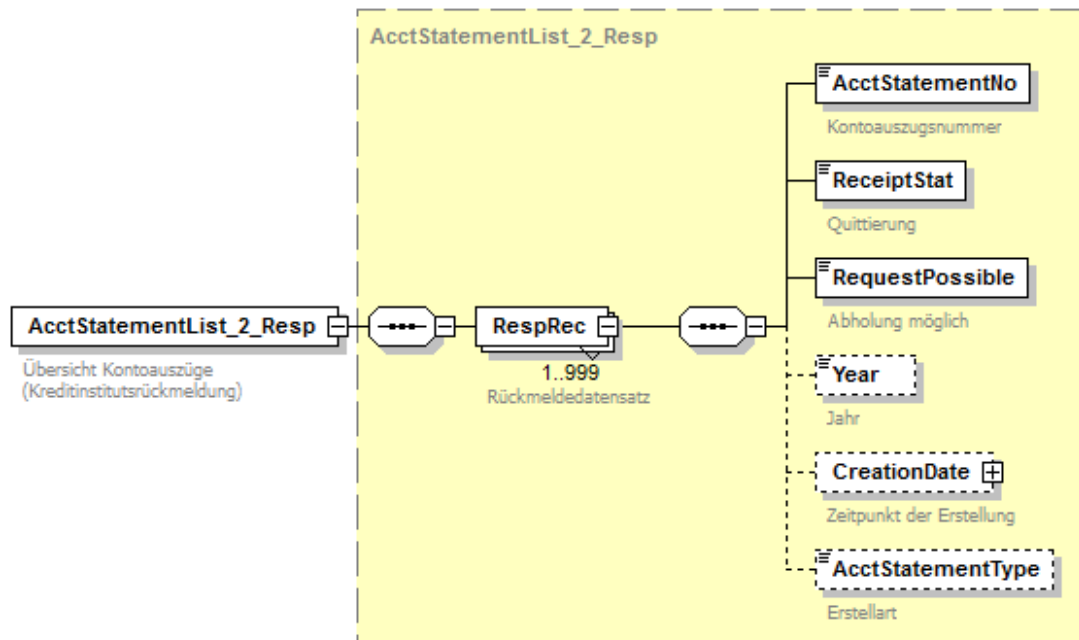 AcctStatementList_2_Resp
AcctStatementNo
Kontoauszugsnummer
ReceiptStat
Quittierung
RequestPossible
Abholung möglich
AcctStatementList_2_Resp
Übersicht Kontoauszüge
(Kreditinstitutsrückmeldung)
RespRec
1..999
Rückmeldedatensatz
Year
Jahr
CreationDate
Zeitpunkt der Erstellung
AcctStatementType
Erstellart